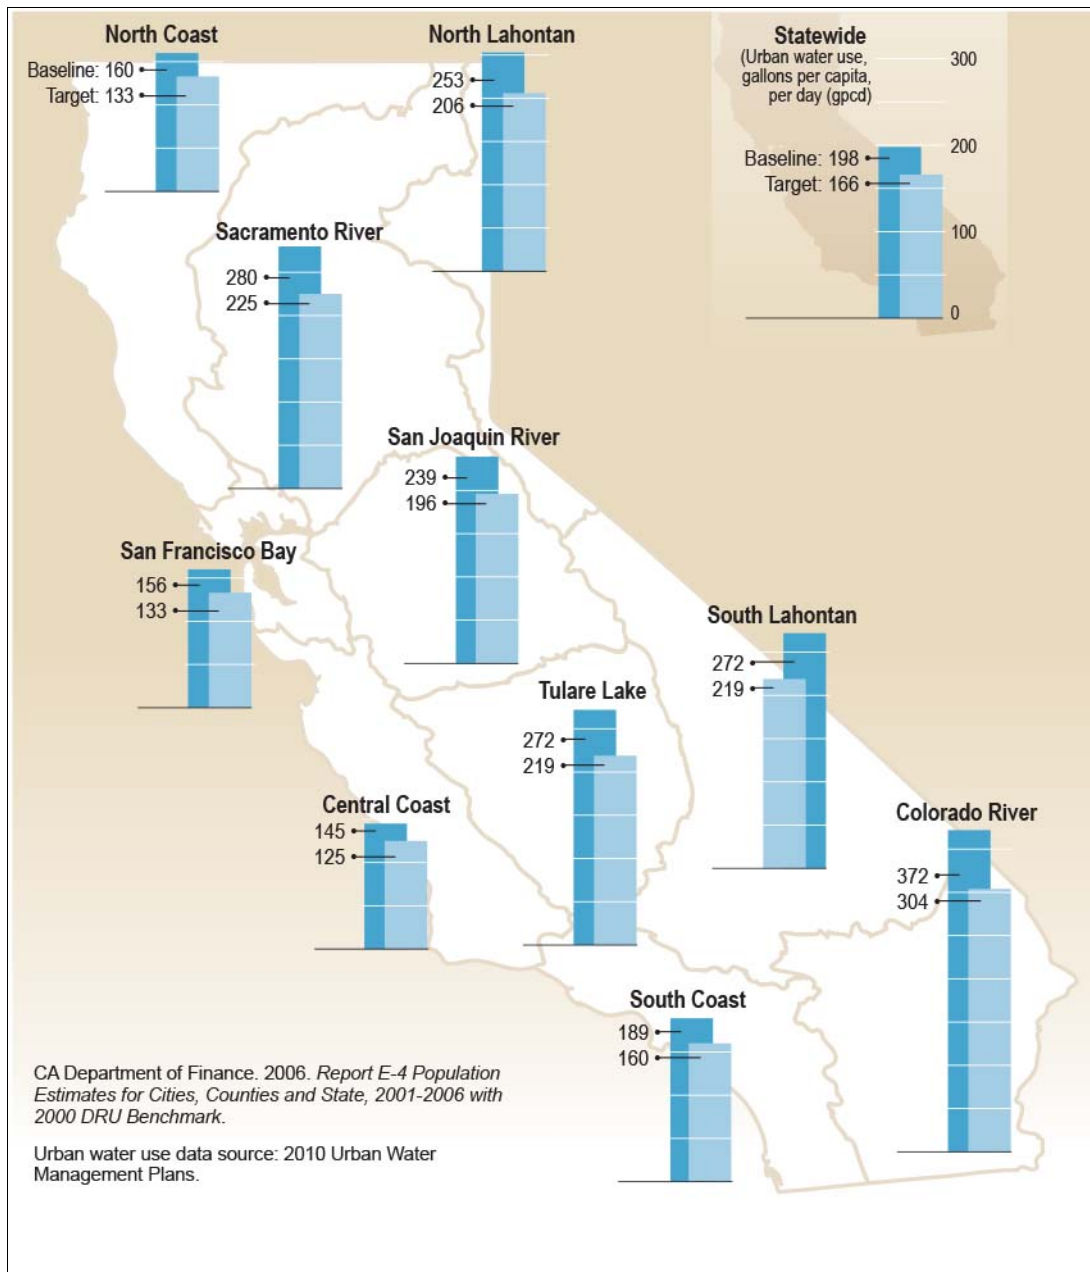 North Coast
Baseline: 160
Target: 133
North Lahontan
253
206
Statewide
(Urban water use,
gallons per capita,
per day (gpcd)
300
200
100
0
Baseline: 198
Target: 166
Sacramento River
280
225
San Joaquin River
239
196
San Francisco Bay
156
133
South Lahontan
272
219
Tulare Lake
272
219
Central Coast
145
125
Colorado River
372
304
South Coast
189
160
CA Department of Finance. 2006. Report E-4 Population
Estimates for Cities, Counties and State, 2001-2006 with
2000 DRU Benchmark.
Urban water use data source: 2010 Urban Water
Management Plans.